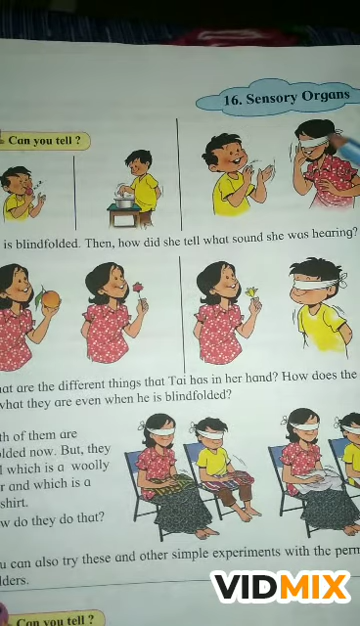 16. Sensory Organs
Can you tell ?
is blindfolded. Then, how did she tell what sound she was hearing?
at are the different things that Tai has in her hand? How does the
what they are even when he is blindfolded?
th of them are
lded now. But, they
which is a woolly
r and which is a
shirt.
w do they do that?
u can also try these and other simple experiments with the perm
lders.
VIDMIX
Can you tell ?